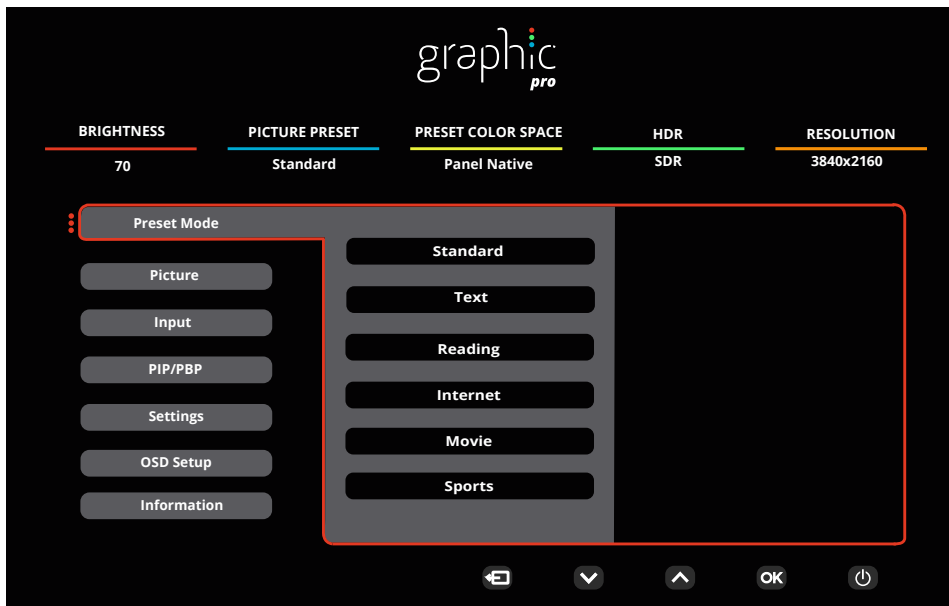 graphic
pro
BRIGHTNESS PICTURE PRESET PRESET COLOR SPACE HDR RESOLUTION
70 Standard Panel Native SDR 3840x2160
Preset Mode
Standard
Picture
Text
Input
Reading
PIP/PBP
Internet
Settings
Movie
OSD Setup
Sports
Information
OK